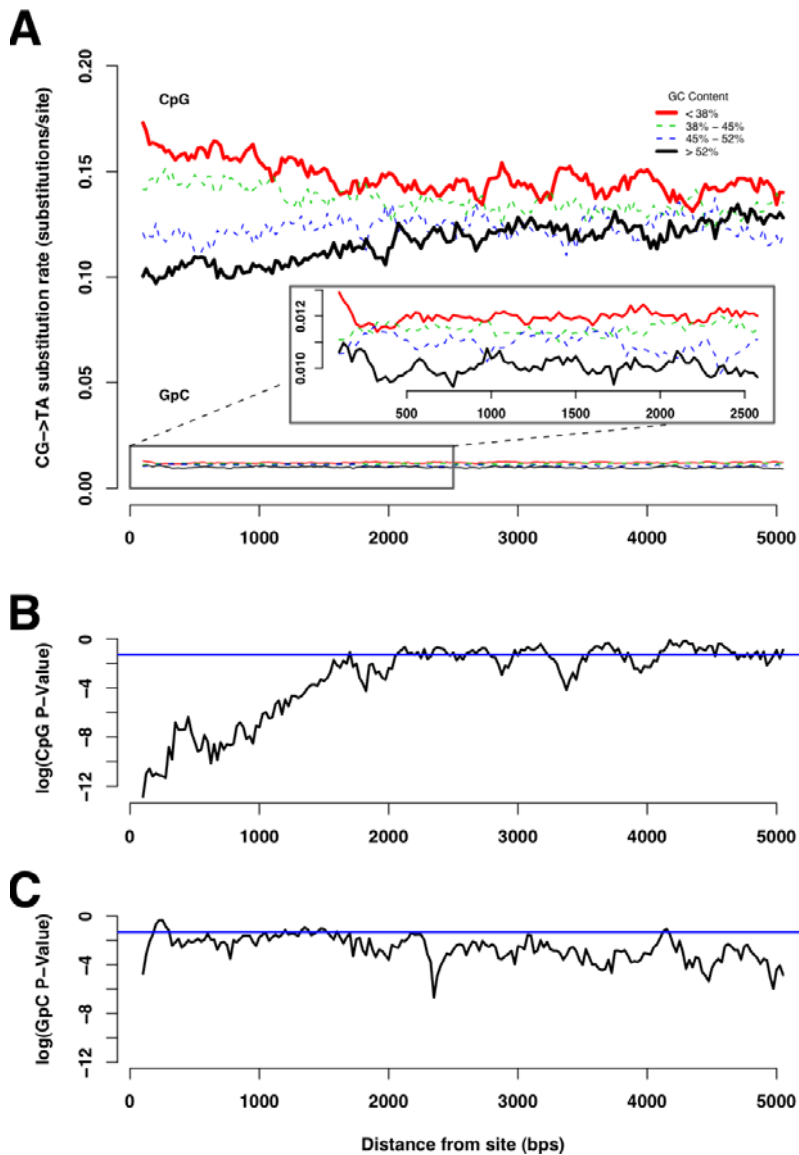 A
CG->TA substitution rate (substitutions/site)
0.20
0.15
0.10
0.05
0.00
CpG
GC Content
< 38%
38% − 45%
45% − 52%
> 52%
0.012
0.010
500 1000 1500 2000 2500
GpC
0 1000 2000 3000 4000 5000
B
log(CpG P−Value)
0
−4
−8
−12
0 1000 2000 3000 4000 5000
C
log(GpC P−Value)
0
−4
−8
−12
0 1000 2000 3000 4000 5000
Distance from site (bps)